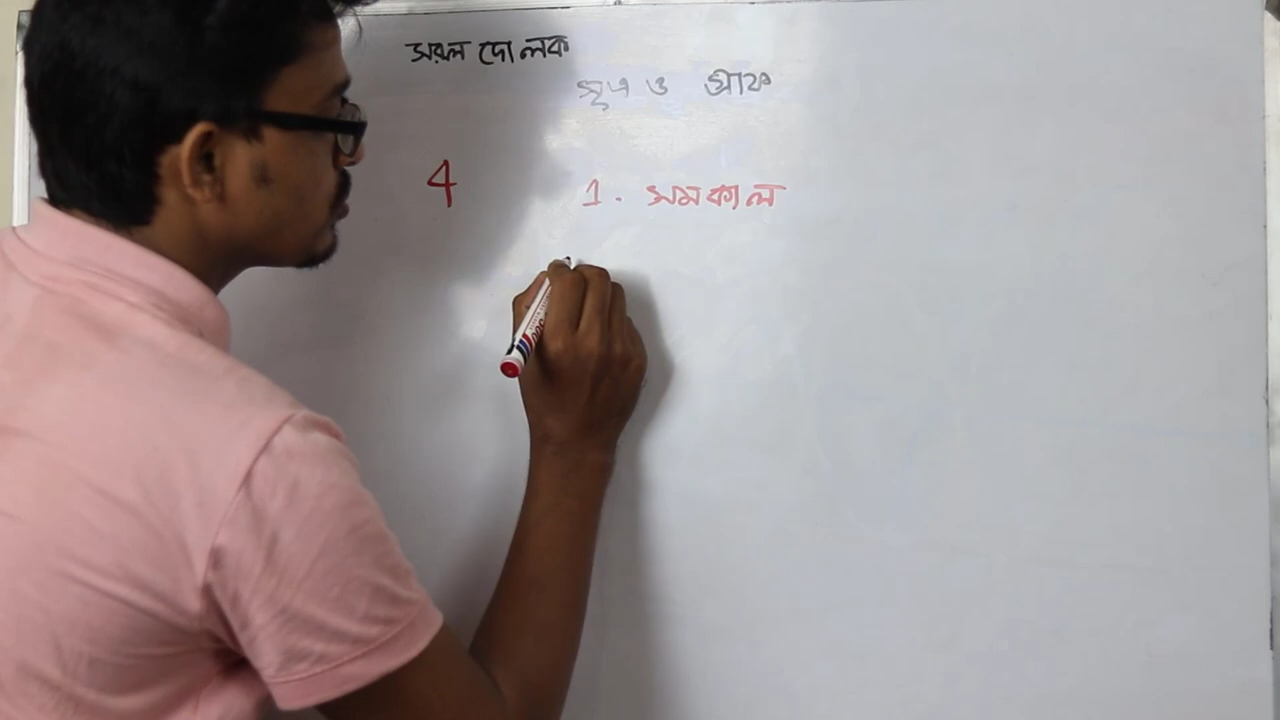 সরল দোলক
সূত্র ও গ্রাফ
4 1. সমকাল